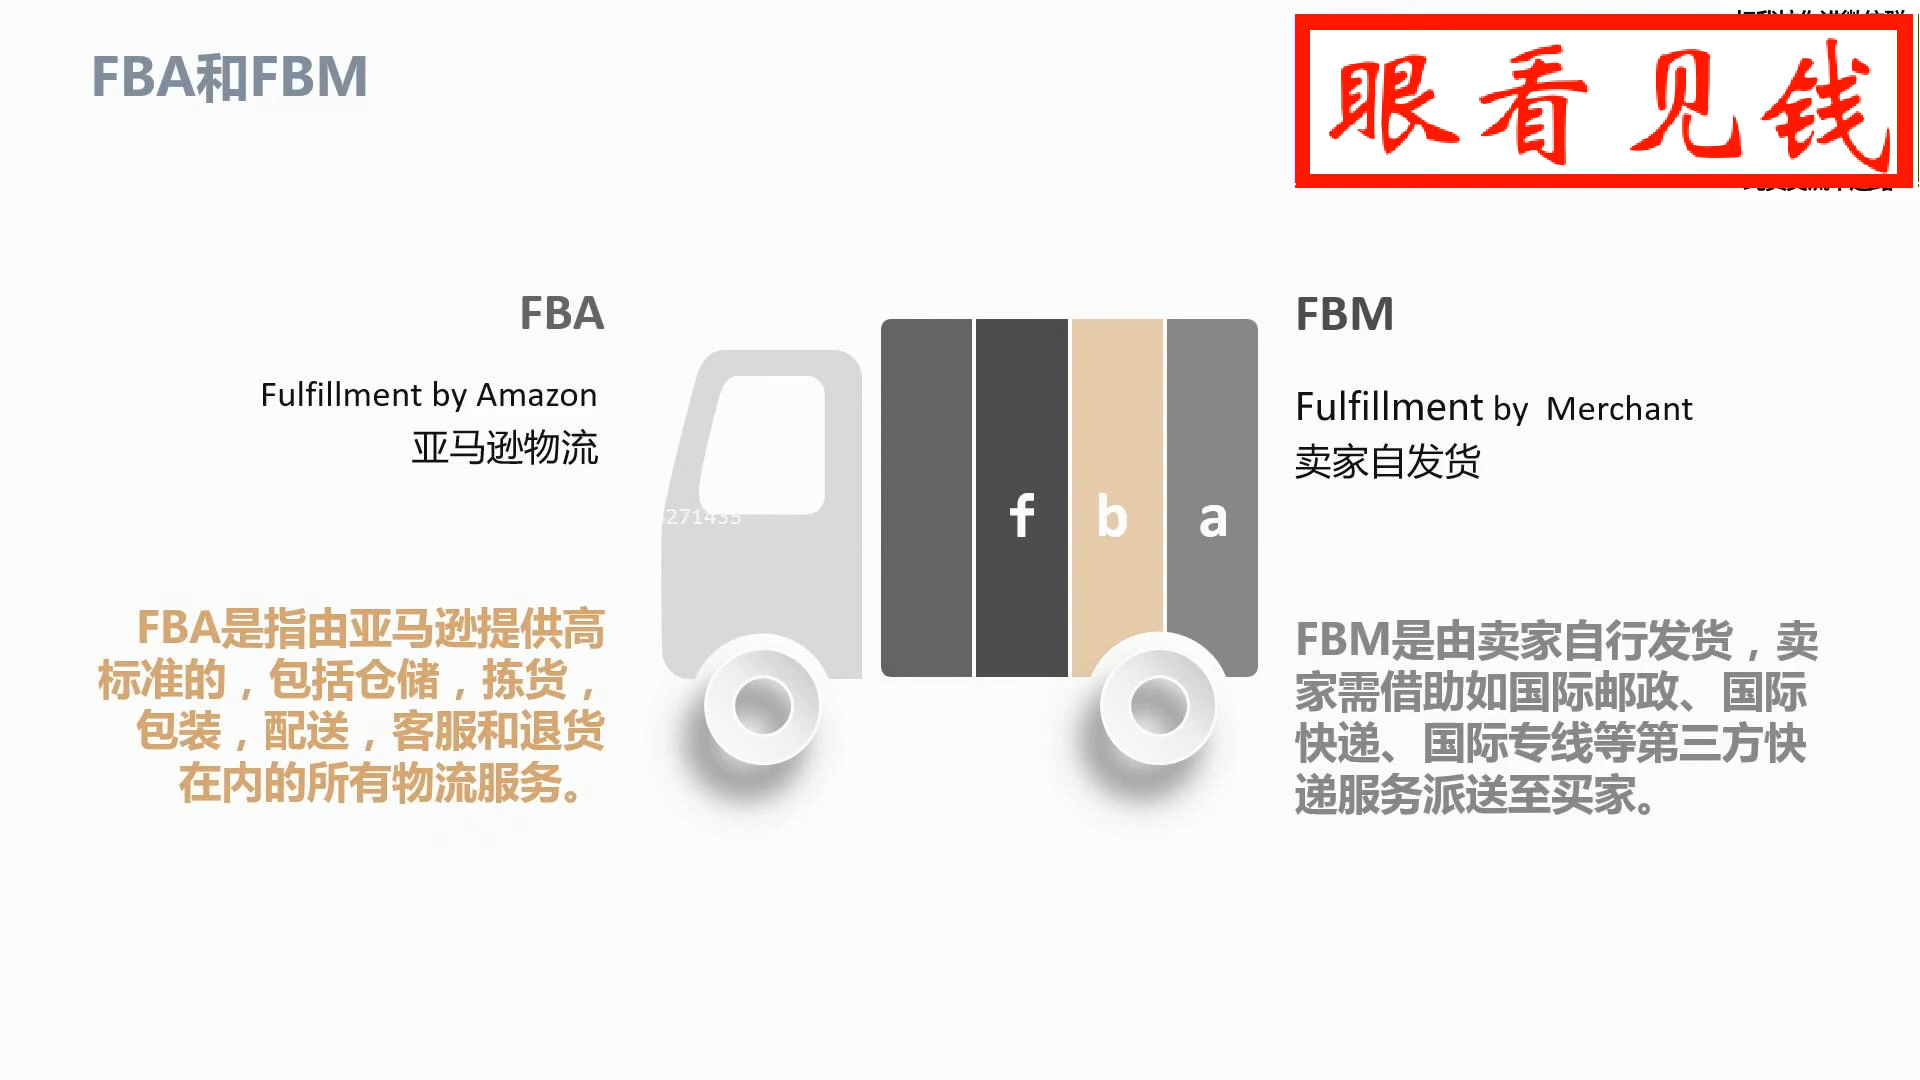 FBA和FBM
眼看见钱
FBA
Fulfillment by Amazon
亚马逊物流
FBA是指由亚马逊提供高
标准的，包括仓储，拣货，
包装，配送，客服和退货
在内的所有物流服务。
f b a
271435
FBM
Fulfillment by Merchant
卖家自发货
FBM是由卖家自行发货，卖
家需借助如国际邮政、国际
快递、国际专线等第三方快
递服务派送至买家。